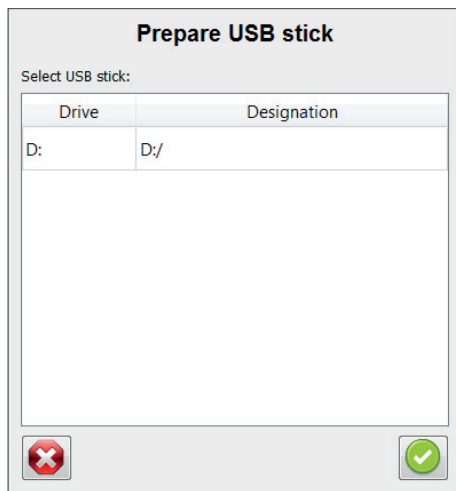 Prepare USB stick
Select USB stick:
Drive Designation
D: D:/